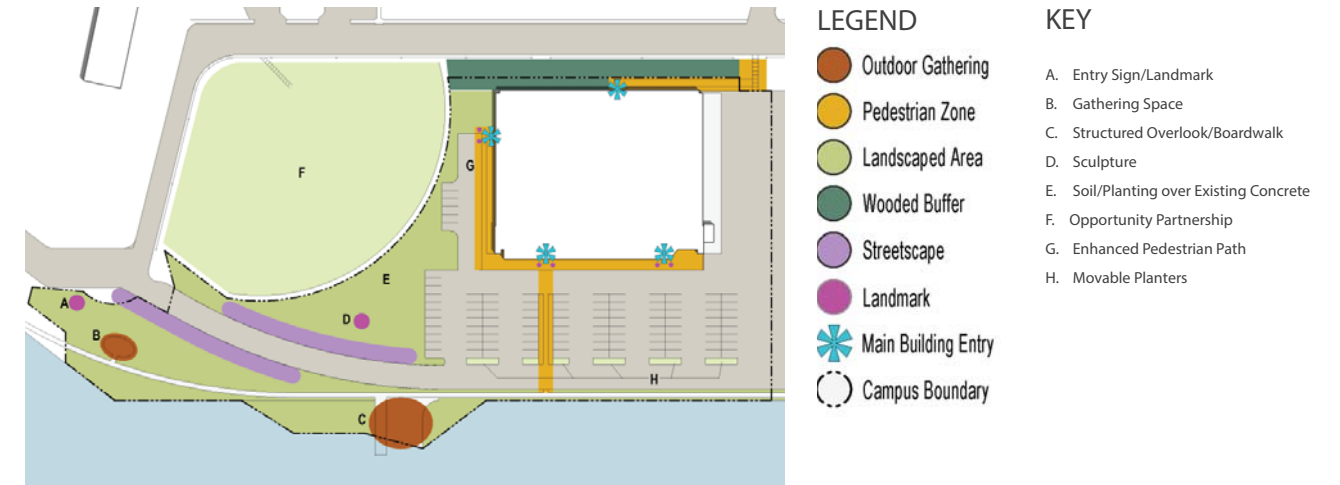 LEGEND
Outdoor Gathering
Pedestrian Zone
Landscaped Area
Wooded Buffer
Streetscape
Landmark
Main Building Entry
Campus Boundary
KEY
A. Entry Sign/Landmark
B. Gathering Space
C. Structured Overlook/Boardwalk
D. Sculpture
E. Soil/Planting over Existing Concrete
F. Opportunity Partnership
G. Enhanced Pedestrian Path
H. Movable Planters
G
F
E
A
D
B
H
C